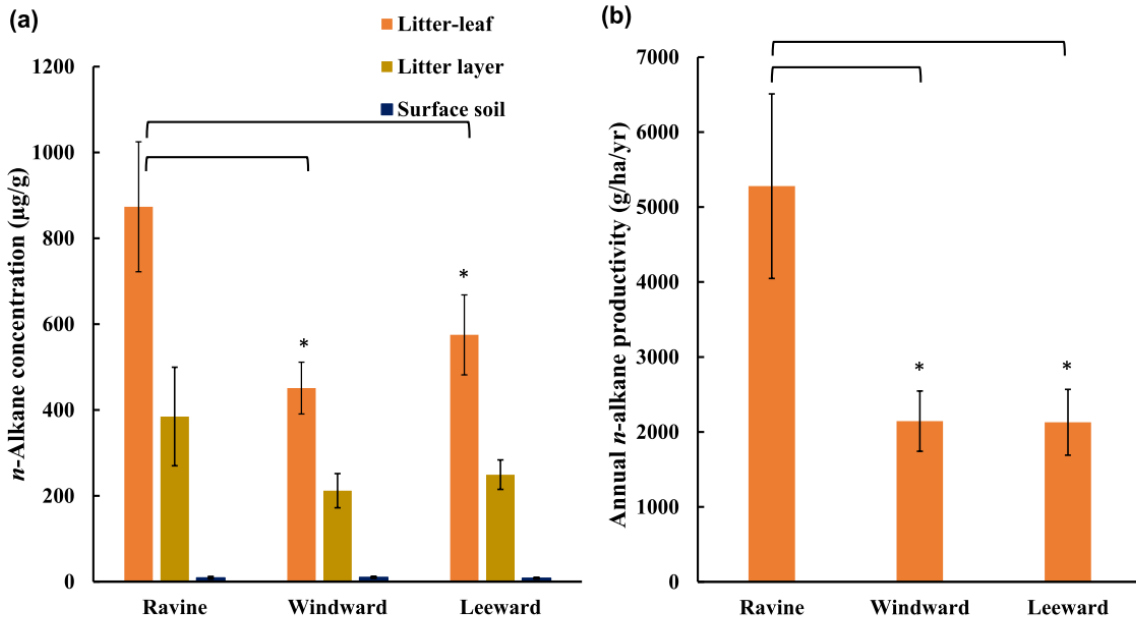 (a)
Litter-leaf
Litter layer
Surface soil
n-Alkane concentration (µg/g)
1200
1000
800
600
400
200
0
*
*
Ravine
Windward
Leeward
(b)
Annual n-alkane productivity (g/ha/yr)
7000
6000
5000
4000
3000
2000
1000
0
*
*
Ravine
Windward
Leeward